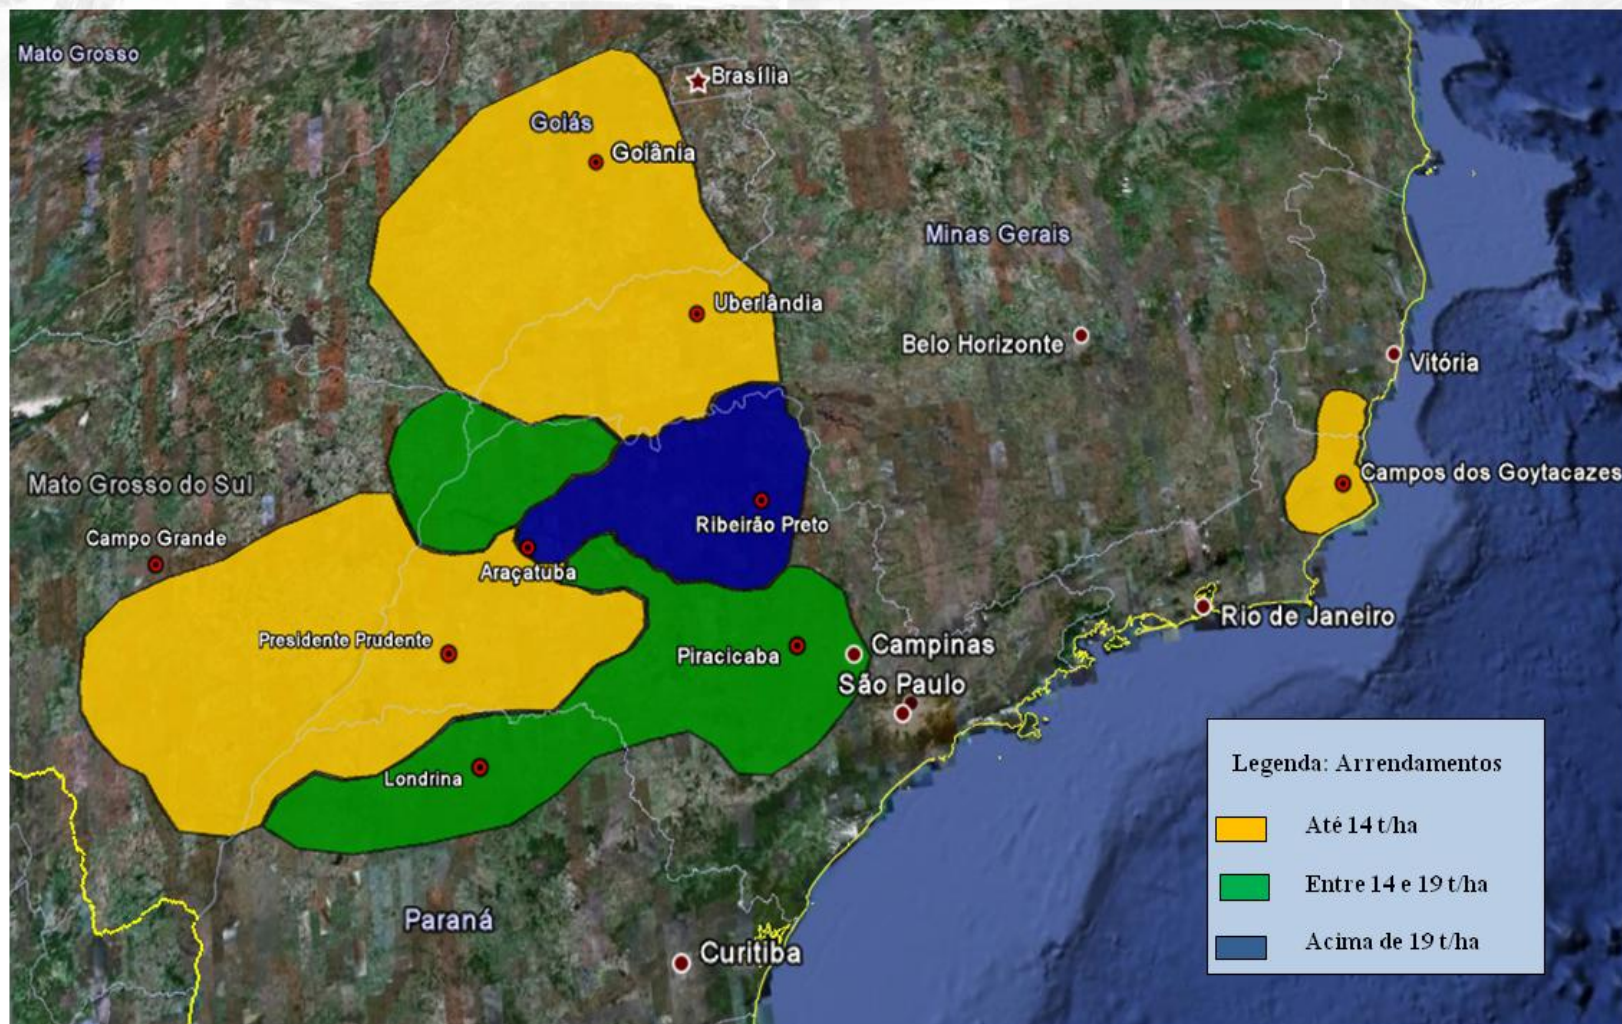 Mato Grosso
Brasília
Goiás
Goiânia
Minas Gerais
Uberlândia
Belo Horizonte
Vitória
Mato Grosso do Sul
Campos dos Goytacazes
Ribeirão Preto
Campo Grande
Araçatuba
Rio de Janeiro
Presidente Prudente
Piracicaba
Campinas
São Paulo
Londrina
Paraná
Curitiba
Legenda: Arrendamentos
Até 14 t/ha
Entre 14 e 19 t/ha
Acima de 19 t/ha